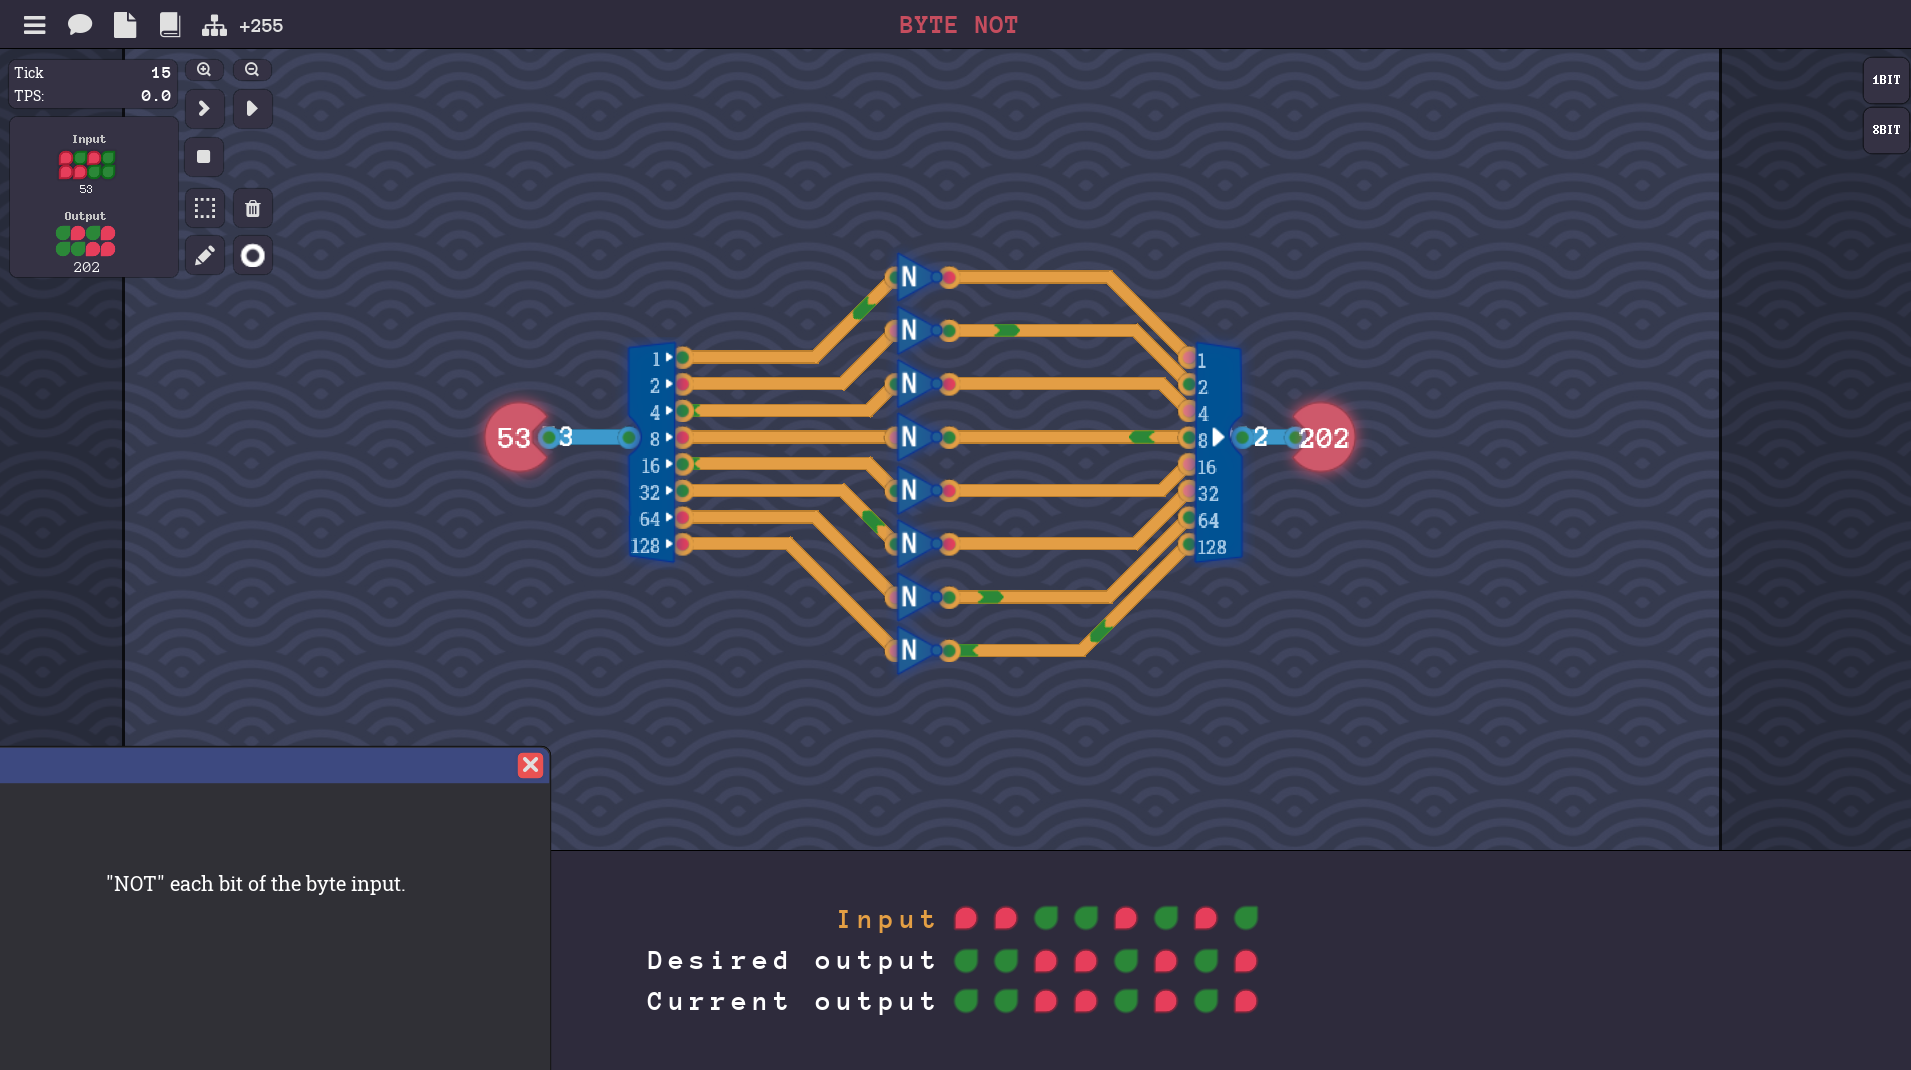 +255
BYTE NOT
Tick 15
TPS: 0.0
Input
53
Output
202
1BIT
8BIT
N
N
N
N
N
N
N
N
1
2
4
8
16
32
64
128
53
3
1
2
4
8
16
32
64
128
2
202
"NOT" each bit of the byte input.
Input
Desired output
Current output